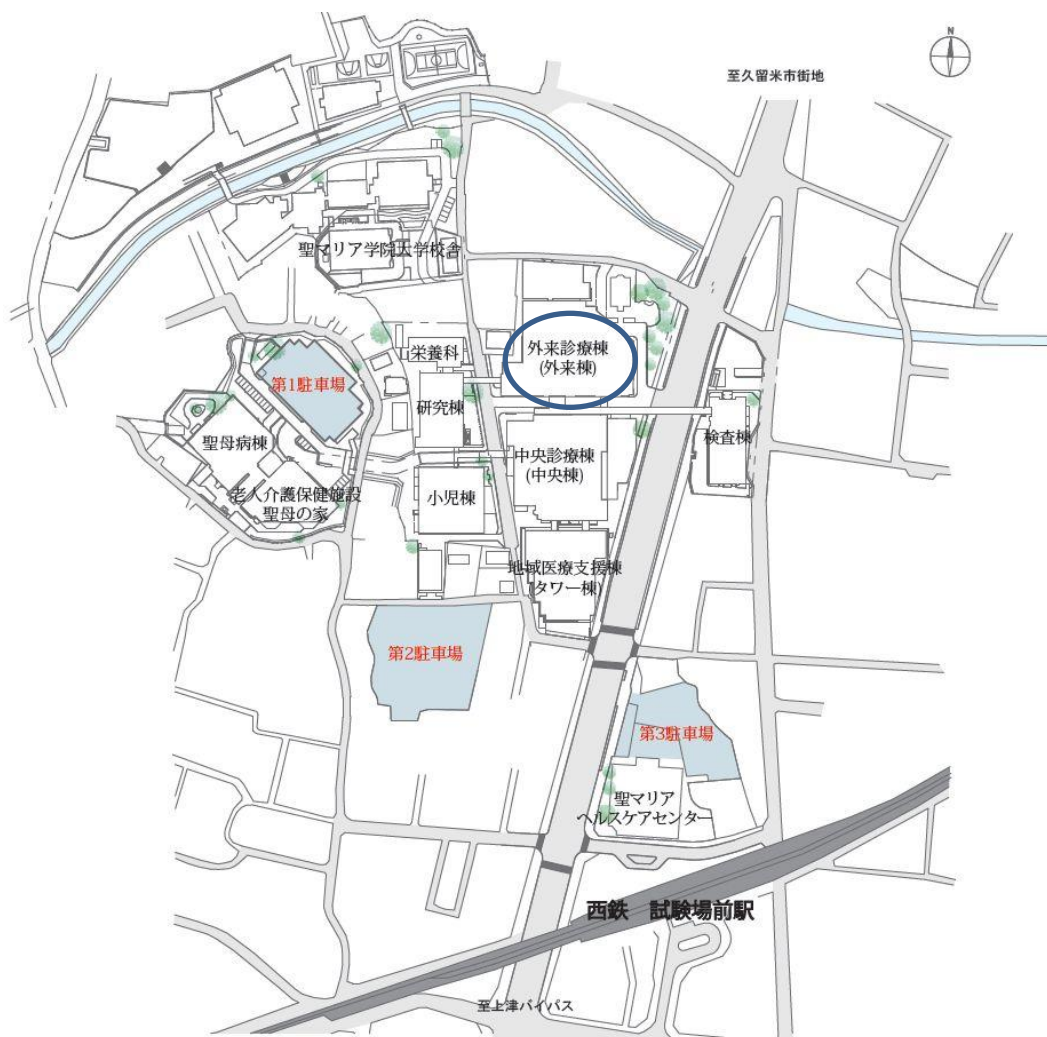 N
至久留米市街地
聖マリア学院大学校舎
外来診療棟
(外来棟)
栄養科
第1駐車場
研究棟
聖母病棟
検査棟
中央診療棟
(中央棟)
老人介護保健施設
聖母の家
小児棟
地域医療支援棟
(タワー棟)
第2駐車場
第3駐車場
聖マリア
ヘルスケアセンター
西鉄 試験場前駅
至上津バイパス